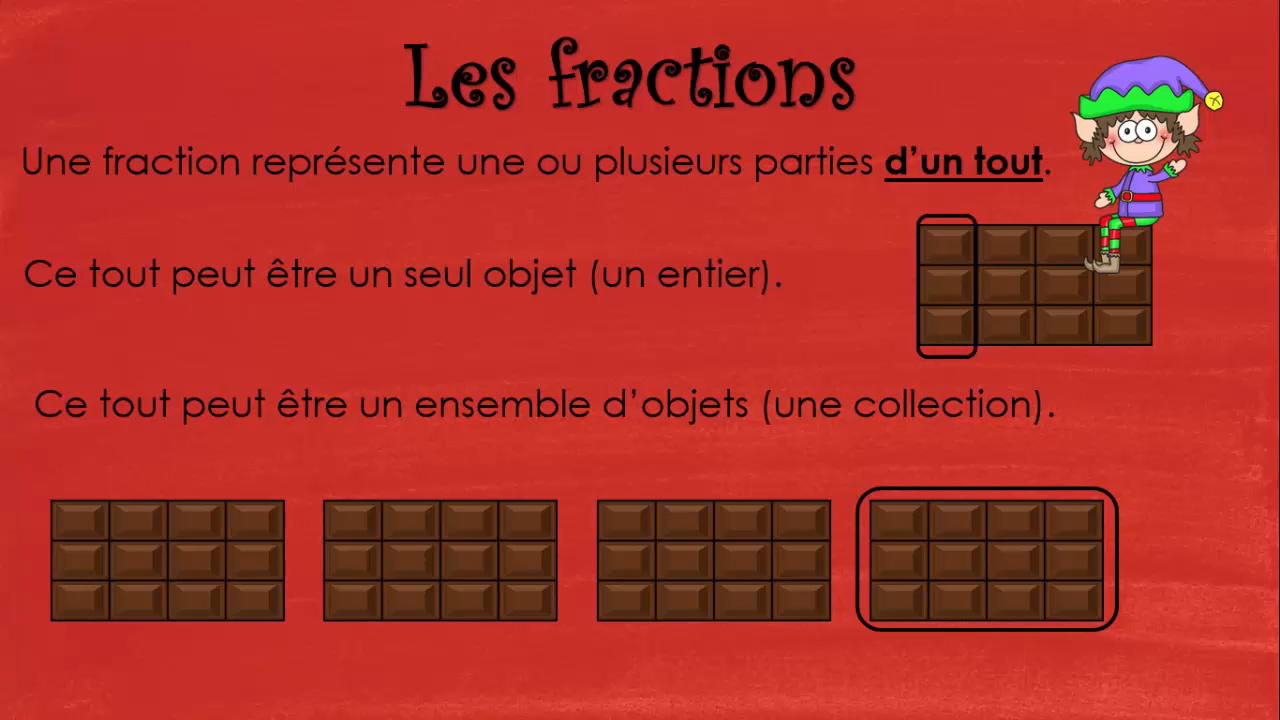 Les fractions
Une fraction représente une ou plusieurs parties d’un tout.
Ce tout peut être un seul objet (un entier).
Ce tout peut être un ensemble d’objets (une collection).